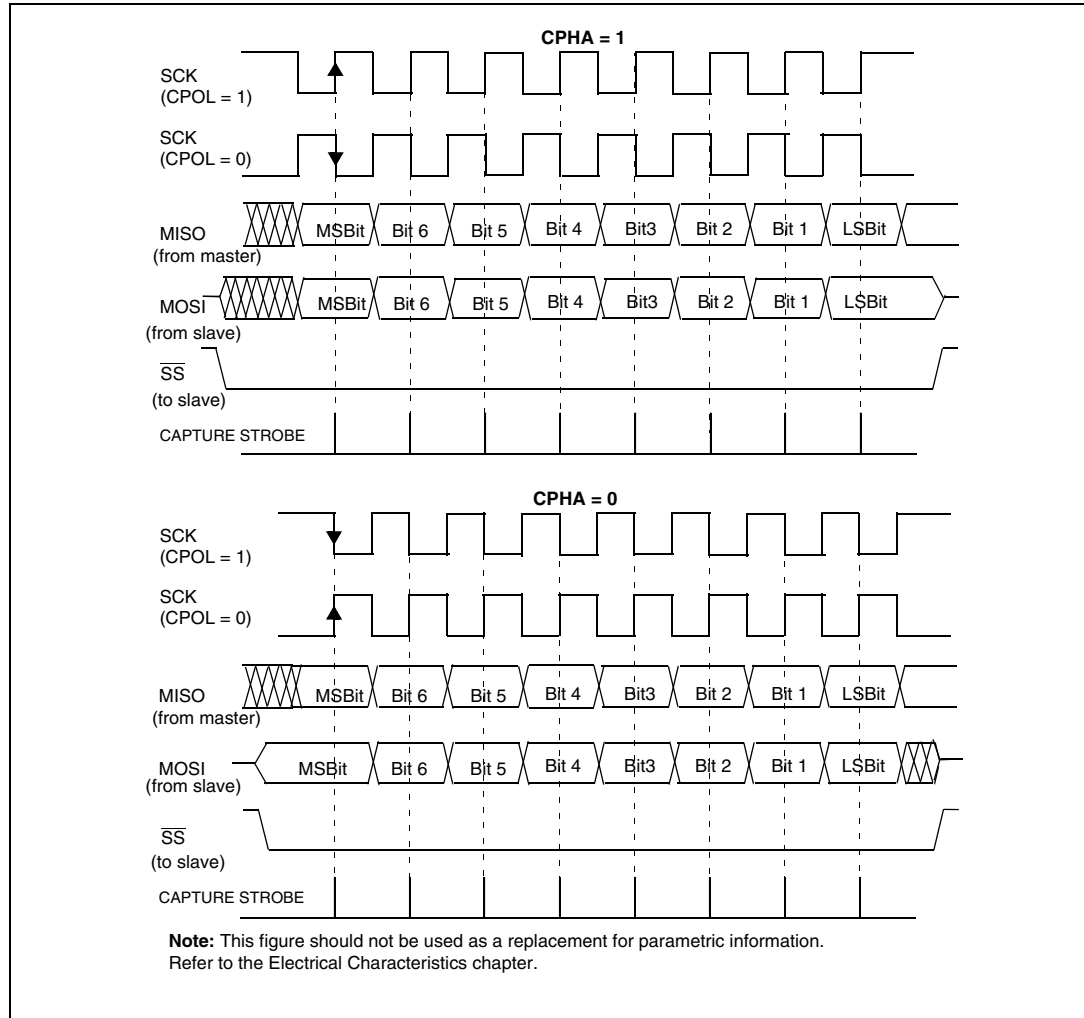 CPHA = 1
SCK
(CPOL = 1)
SCK
(CPOL = 0)
MISO
(from master)
MSBit Bit 6 Bit 5 Bit 4 Bit3 Bit 2 Bit 1 LSBit
MOSI
(from slave)
MSBit Bit 6 Bit 5 Bit 4 Bit3 Bit 2 Bit 1 LSBit
SS
(to slave)
CAPTURE STROBE
CPHA = 0
SCK
(CPOL = 1)
SCK
(CPOL = 0)
MISO
(from master)
MSBit Bit 6 Bit 5 BIt 4 Bit3 Bit 2 Bit 1 LSBit
MOSI
(from slave)
MSBit Bit 6 Bit 5 Bit 4 Bit3 Bit 2 Bit 1 LSBit
SS
(to slave)
CAPTURE STROBE
Note: This figure should not be used as a replacement for parametric information.
Refer to the Electrical Characteristics chapter.